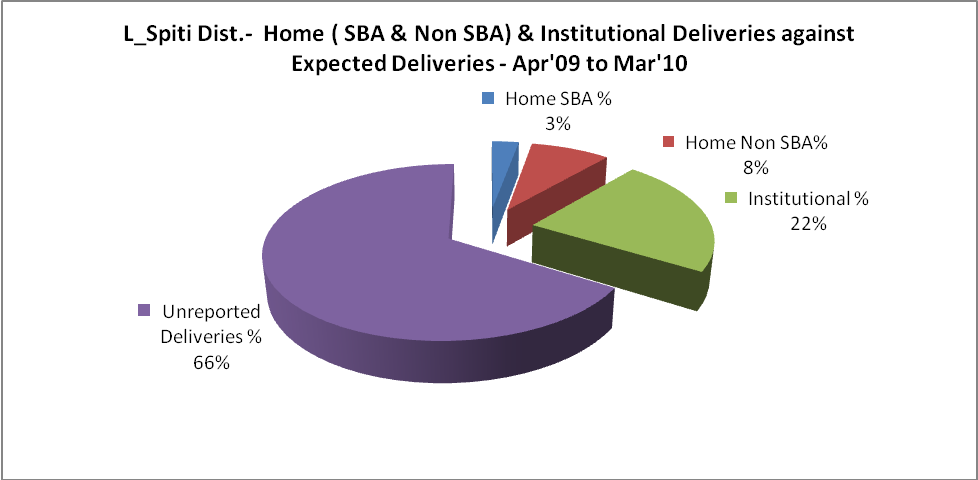 L_Spiti Dist.-  Home ( SBA & Non SBA) & Institutional Deliveries against
Expected Deliveries - Apr'09 to Mar'10
Home SBA %
3%
Home Non SBA%
8%
Institutional %
22%
Unreported
Deliveries %
66%